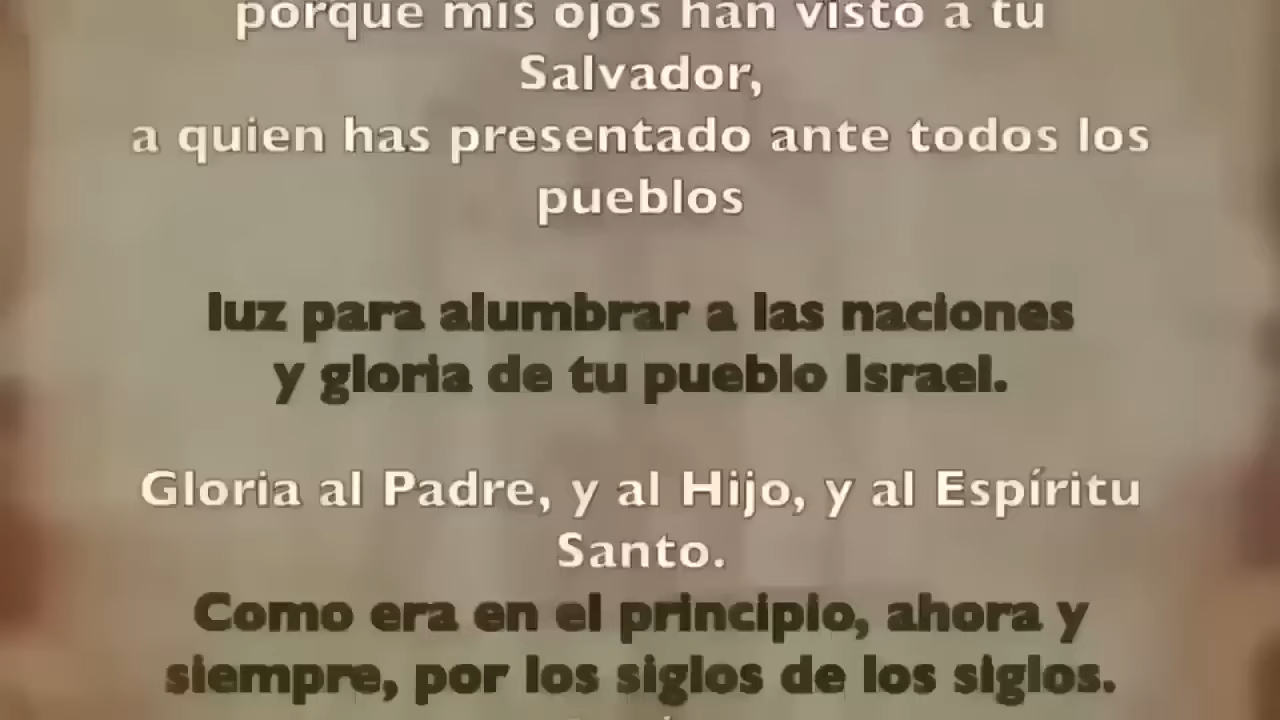 porque mis ojos han visto a tu
Salvador,
a quien has presentado ante todos los
pueblos
luz para alumbrar a las naciones
y gloria de tu pueblo Israel.
Gloria al Padre, y al Hijo, y al Espíritu
Santo.
Como era en el principio, ahora y
siempre, por los siglos de los siglos.